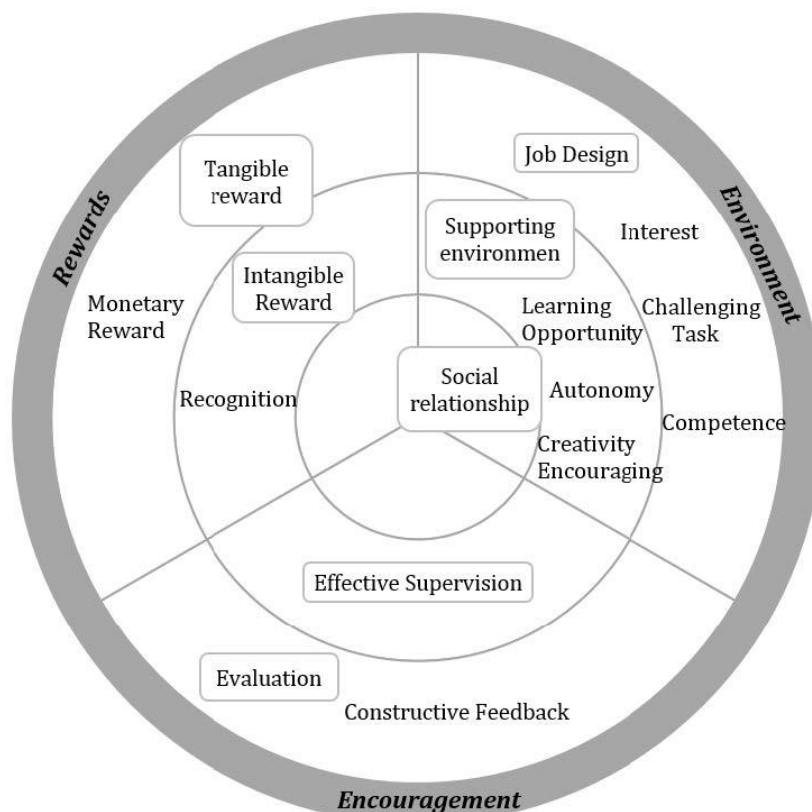 Job Design
Tangible
reward
Supporting
environmen
Interest
Rewards
Environment
Intangible
Reward
Monetary
Reward
Learning
Opportunity
Challenging
Task
Social
relationship
Recognition
Autonomy
Competence
Creativity
Encouraging
Effective Supervision
Evaluation
Constructive Feedback
Encouragement